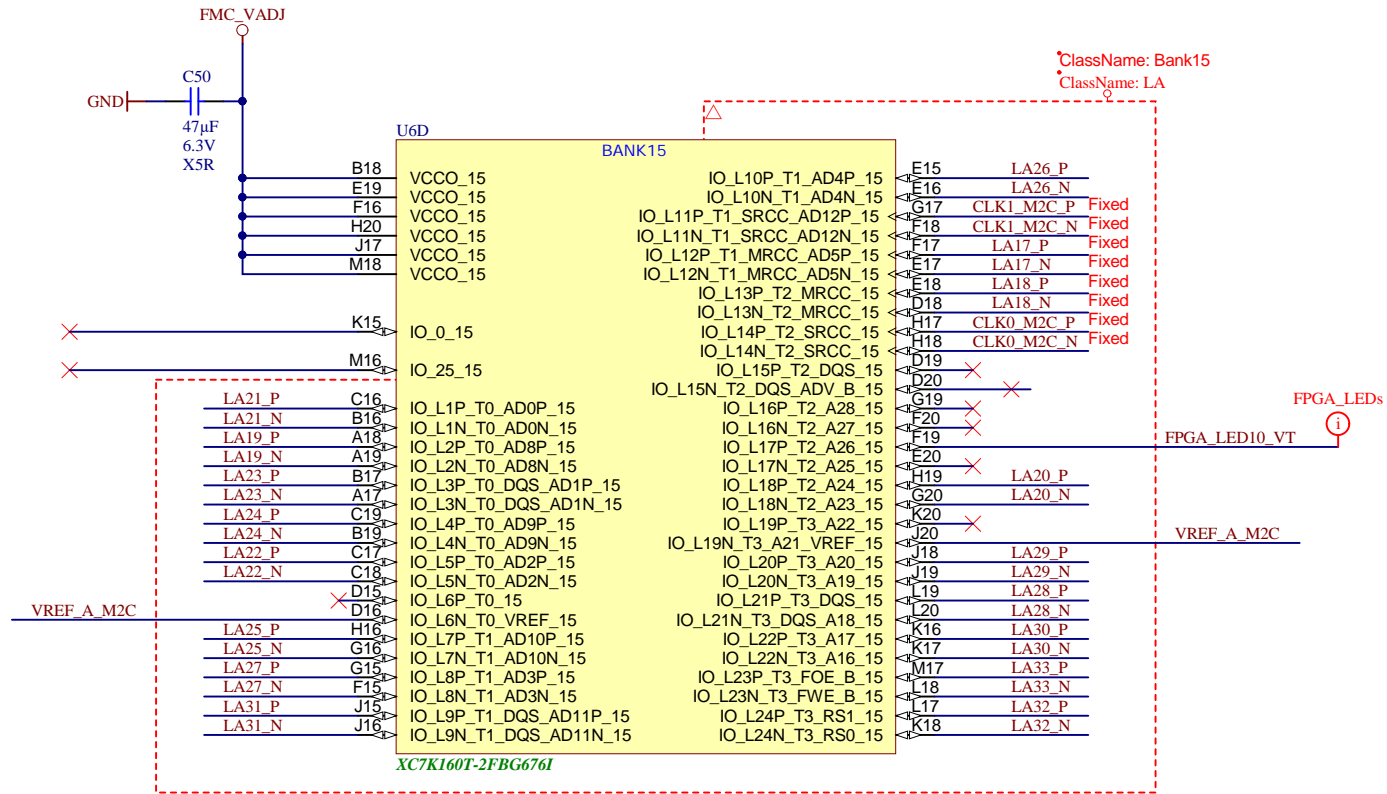 FMC_VADJ
ClassName: Bank15
ClassName: LA
C50
GND
47µF
6.3V
X5R
U6D
BANK15
B18 VCCO_15
E19 VCCO_15
F16 VCCO_15
H20 VCCO_15
J17 VCCO_15
M18 VCCO_15
K15 IO_0_15
M16 IO_25_15
LA21_P C16 IO_L1P_T0_AD0P_15
LA21_N B16 IO_L1N_T0_AD0N_15
LA19_P A18 IO_L2P_T0_AD8P_15
LA19_N A19 IO_L2N_T0_AD8N_15
LA23_P B17 IO_L3P_T0_DQS_AD1P_15
LA23_N A17 IO_L3N_T0_DQS_AD1N_15
LA24_P C19 IO_L4P_T0_AD9P_15
LA24_N B19 IO_L4N_T0_AD9N_15
LA22_P C17 IO_L5P_T0_AD2P_15
LA22_N C18 IO_L5N_T0_AD2N_15
D15 IO_L6P_T0_15
VREF_A_M2C D16 IO_L6N_T0_VREF_15
LA25_P H16 IO_L7P_T1_AD10P_15
LA25_N G16 IO_L7N_T1_AD10N_15
LA27_P G15 IO_L8P_T1_AD3P_15
LA27_N F15 IO_L8N_T1_AD3N_15
LA31_P J15 IO_L9P_T1_DQS_AD11P_15
LA31_N J16 IO_L9N_T1_DQS_AD11N_15
IO_L10P_T1_AD4P_15 E15 LA26_P
IO_L10N_T1_AD4N_15 E16 LA26_N
IO_L11P_T1_SRCC_AD12P_15 G17 CLK1_M2C_P Fixed
IO_L11N_T1_SRCC_AD12N_15 F18 CLK1_M2C_N Fixed
IO_L12P_T1_MRCC_AD5P_15 F17 LA17_P Fixed
IO_L12N_T1_MRCC_AD5N_15 E17 LA17_N Fixed
IO_L13P_T2_MRCC_15 E18 LA18_P Fixed
IO_L13N_T2_MRCC_15 D18 LA18_N Fixed
IO_L14P_T2_SRCC_15 H17 CLK0_M2C_P Fixed
IO_L14N_T2_SRCC_15 H18 CLK0_M2C_N Fixed
IO_L15P_T2_DQS_15 D19
IO_L15N_T2_DQS_ADV_B_15 D20
IO_L16P_T2_A28_15 G19
IO_L16N_T2_A27_15 F20
IO_L17P_T2_A26_15 F19 FPGA_LED10_VT
FPGA_LEDs
i
IO_L17N_T2_A25_15 E20
IO_L18P_T2_A24_15 H19 LA20_P
IO_L18N_T2_A23_15 G20 LA20_N
IO_L19P_T3_A22_15 K20
IO_L19N_T3_A21_VREF_15 J20 VREF_A_M2C
IO_L20P_T3_A20_15 J18 LA29_P
IO_L20N_T3_A19_15 J19 LA29_N
IO_L21P_T3_DQS_15 L19 LA28_P
IO_L21N_T3_DQS_A18_15 L20 LA28_N
IO_L22P_T3_A17_15 K16 LA30_P
IO_L22N_T3_A16_15 K17 LA30_N
IO_L23P_T3_FOE_B_15 M17 LA33_P
IO_L23N_T3_FWE_B_15 L18 LA33_N
IO_L24P_T3_RS1_15 L17 LA32_P
IO_L24N_T3_RS0_15 K18 LA32_N
XC7K160T-2FBG676I